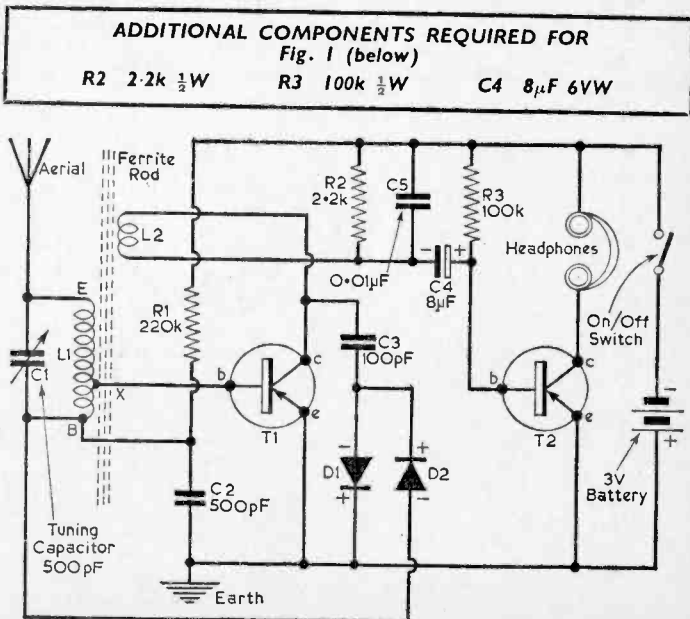 ADDITIONAL COMPONENTS REQUIRED FOR
Fig. 1 (below)
R2 2·2k ½W R3 100k ½W C4 8µF 6VW
Aerial
Ferrite
Rod
L2
R2
2·2k
C5
R3
100k
Headphones
E
L1
C1
X
B
R1
220k
0·01µF
- +
C4
8µF
C3
100pF
On/Off
Switch
b
c
e
T1
b
c
e
T2
-
+
D1
+
D2
-
-
+
3V
Battery
C2
500pF
Tuning
Capacitor
500pF
Earth